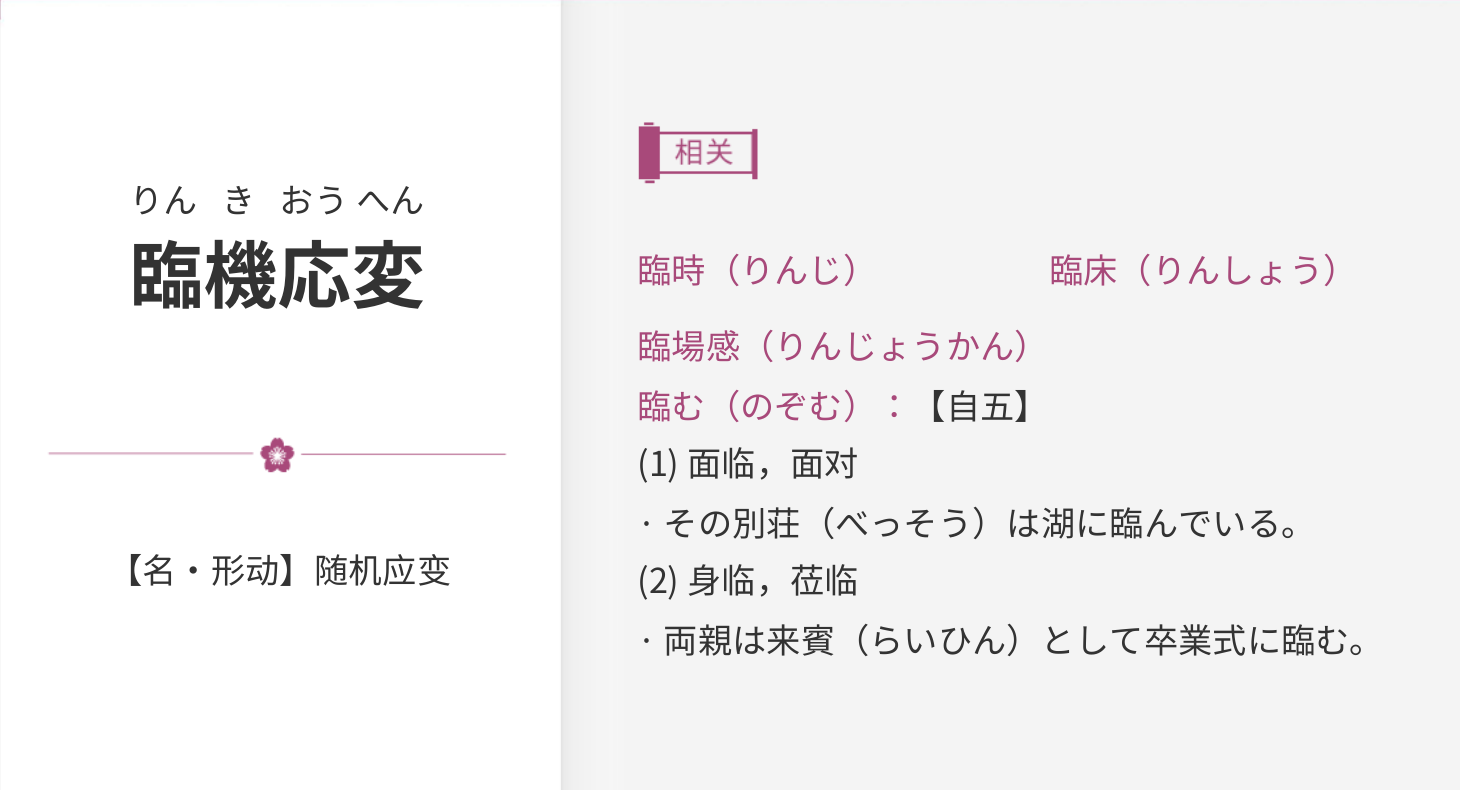 りん き おう へん
臨機応変
【名・形动】随机应变
相关
臨時（りんじ） 臨床（りんしょう）
臨場感（りんじょうかん）
臨む（のぞむ）：【自五】
(1) 面临，面对
· その別荘（べっそう）は湖に臨んでいる。
(2) 身临，莅临
· 両親は来賓（らいひん）として卒業式に臨む。